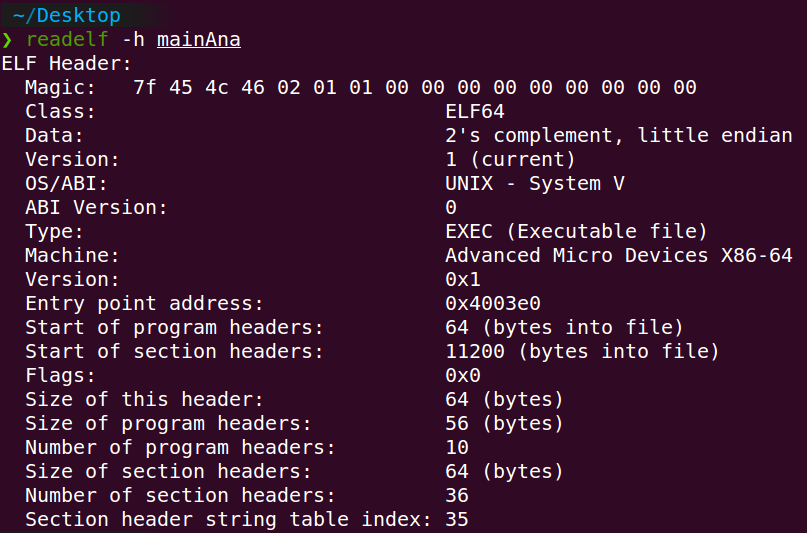 ~/Desktop
❯ readelf -h mainAna
ELF Header:
  Magic:   7f 45 4c 46 02 01 01 00 00 00 00 00 00 00 00 00
  Class:                             ELF64
  Data:                              2's complement, little endian
  Version:                           1 (current)
  OS/ABI:                            UNIX - System V
  ABI Version:                       0
  Type:                              EXEC (Executable file)
  Machine:                           Advanced Micro Devices X86-64
  Version:                           0x1
  Entry point address:               0x4003e0
  Start of program headers:          64 (bytes into file)
  Start of section headers:          11200 (bytes into file)
  Flags:                             0x0
  Size of this header:               64 (bytes)
  Size of program headers:           56 (bytes)
  Number of program headers:         10
  Size of section headers:           64 (bytes)
  Number of section headers:         36
  Section header string table index: 35